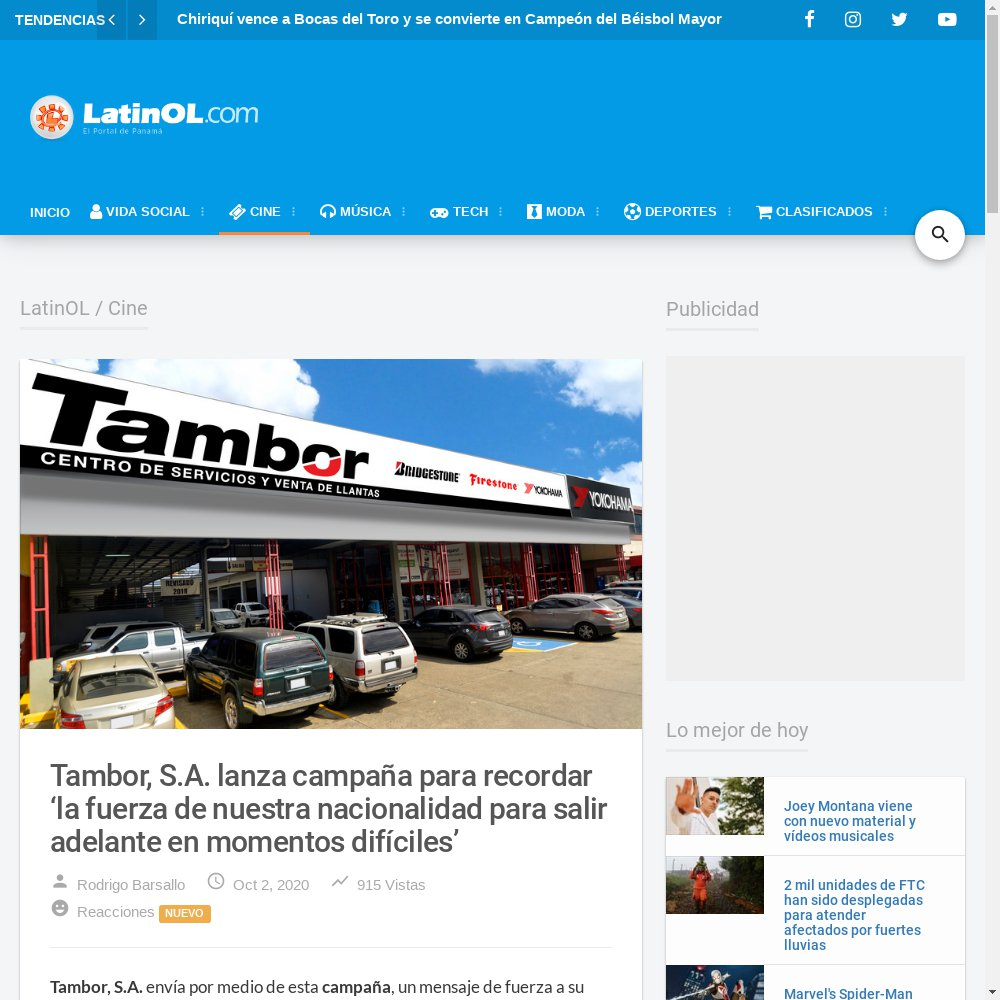 TENDENCIAS
Chiriquí vence a Bocas del Toro y se convierte en Campeón del Béisbol Mayor
LatinOL.com
El Portal de Panamá
INICIO VIDA SOCIAL CINE MÚSICA TECH MODA DEPORTES CLASIFICADOS
LatinOL / Cine
Tambor
CENTRO DE SERVICIOS Y VENTA DE LLANTAS
BRIDGESTONE Firestone YOKOHAMA YOKOHAMA
REVISADO
2018
Tambor, S.A. lanza campaña para recordar
‘la fuerza de nuestra nacionalidad para salir
adelante en momentos difíciles’
Rodrigo Barsallo Oct 2, 2020 915 Vistas
Reacciones NUEVO
Tambor, S.A. envía por medio de esta campaña, un mensaje de fuerza a su
Publicidad
Lo mejor de hoy
Joey Montana viene
con nuevo material y
vídeos musicales
2 mil unidades de FTC
han sido desplegadas
para atender
afectados por fuertes
lluvias
Marvel's Spider-Man